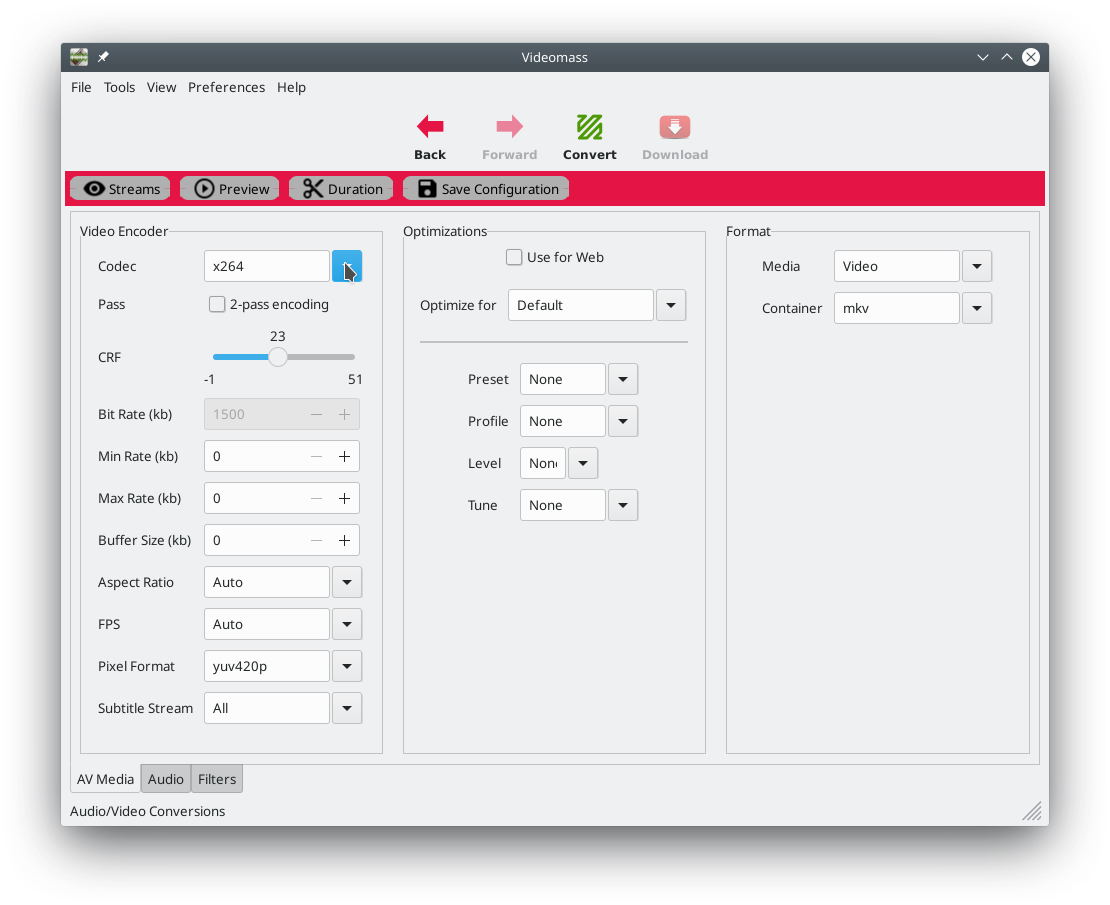 Videomass
File Tools View Preferences Help
Back Forward Convert Download
Streams Preview Duration Save Configuration
Video Encoder
Codec x264
Pass 2-pass encoding
23
CRF
-1 51
Bit Rate (kb) 1500
Min Rate (kb) 0
Max Rate (kb) 0
Buffer Size (kb) 0
Aspect Ratio Auto
FPS Auto
Pixel Format yuv420p
Subtitle Stream All
Optimizations
Use for Web
Optimize for Default
Preset None
Profile None
Level Non
Tune None
Format
Media Video
Container mkv
AV Media Audio Filters
Audio/Video Conversions